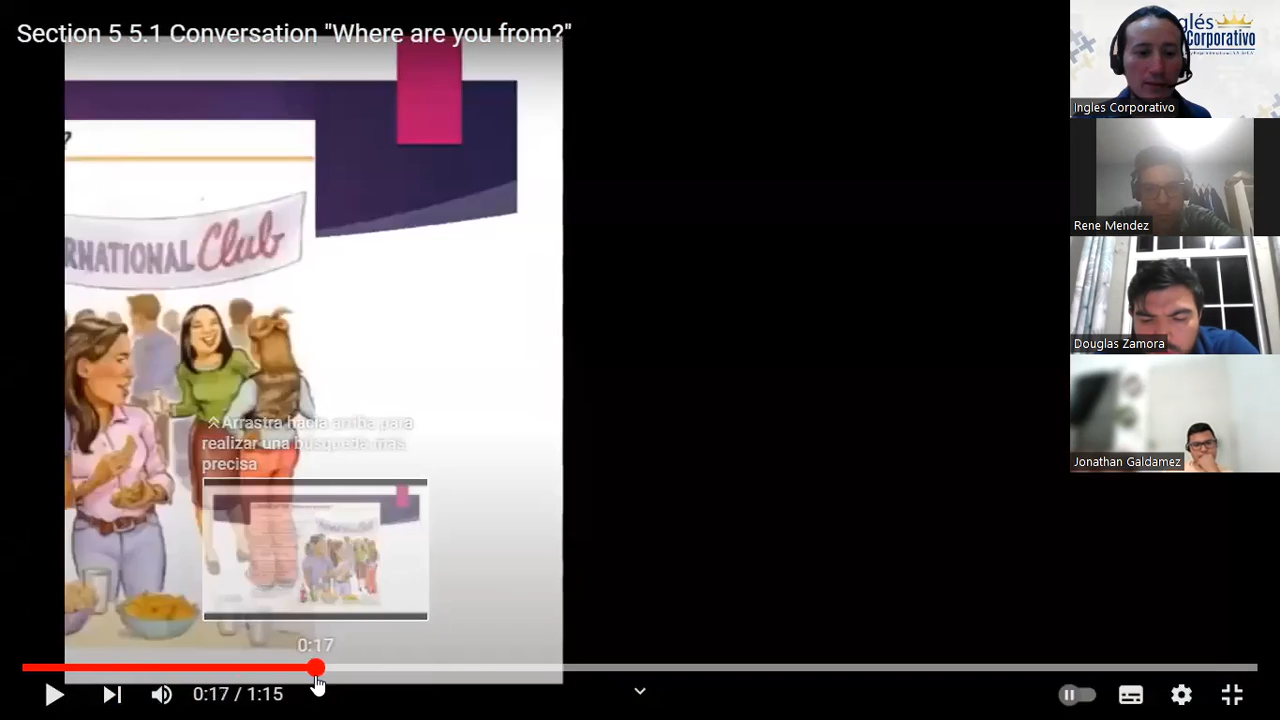 Section 5 5.1 Conversation "Where are you from?"
?
RNATIONAL Club
Arrastra hacia arriba para
realizar una búsqueda más
precisa
0:17
0:17 / 1:15
Inglés
Corporativo
Ingles Corporativo
Rene Mendez
Douglas Zamora
Jonathan Galdamez